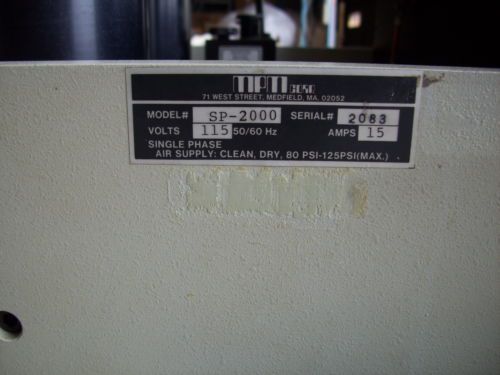 MPM CORP.
71 WEST STREET, MEDFIELD, MA. 02052
MODEL# SP-2000 SERIAL# 2083
VOLTS 115 50/60 Hz AMPS 15
SINGLE PHASE
AIR SUPPLY: CLEAN, DRY, 80 PSI-125PSI(MAX.)